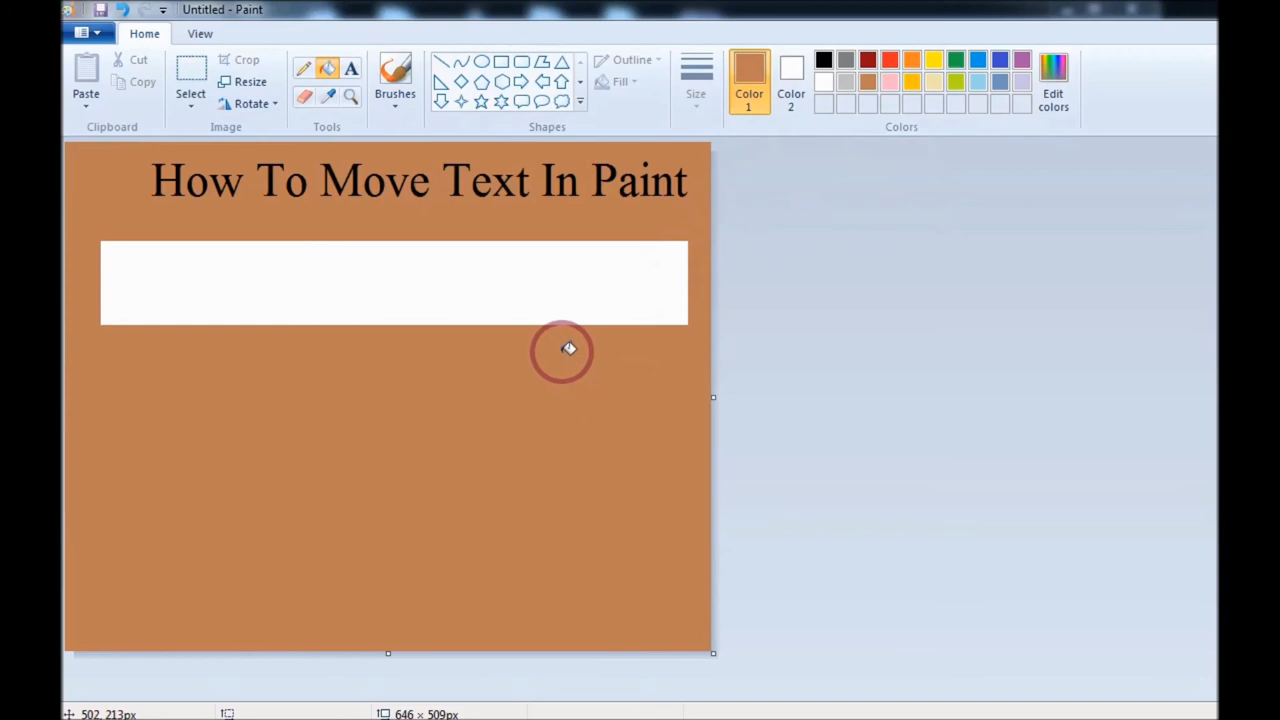 Untitled - Paint
Home View
Paste
Cut
Copy
Clipboard
Select
Crop
Resize
Rotate
Image
A
Tools
Brushes
Outline
Fill
Shapes
Size
Color 1
Color 2
Edit colors
Colors
How To Move Text In Paint
502, 213px
646 × 509px